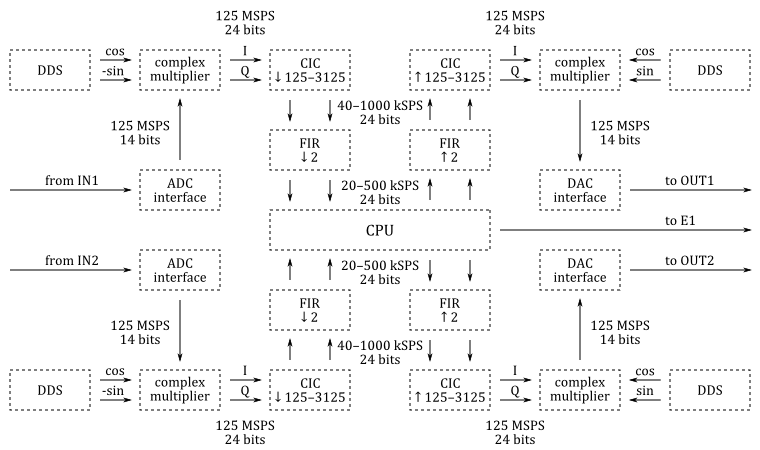 125 MSPS
24 bits
125 MSPS
24 bits
DDS
cos
-sin
complex
multiplier
I
Q
CIC
↓125–3125
CIC
↑125–3125
I
Q
complex
multiplier
cos
sin
DDS
125 MSPS
14 bits
40–1000 kSPS
24 bits
125 MSPS
14 bits
FIR
↓2
FIR
↑2
from IN1
ADC
interface
20–500 kSPS
24 bits
DAC
interface
to OUT1
CPU
to E1
from IN2
ADC
interface
20–500 kSPS
24 bits
DAC
interface
to OUT2
FIR
↓2
FIR
↑2
125 MSPS
14 bits
40–1000 kSPS
24 bits
125 MSPS
14 bits
DDS
cos
-sin
complex
multiplier
I
Q
CIC
↓125–3125
CIC
↑125–3125
I
Q
complex
multiplier
cos
sin
DDS
125 MSPS
24 bits
125 MSPS
24 bits